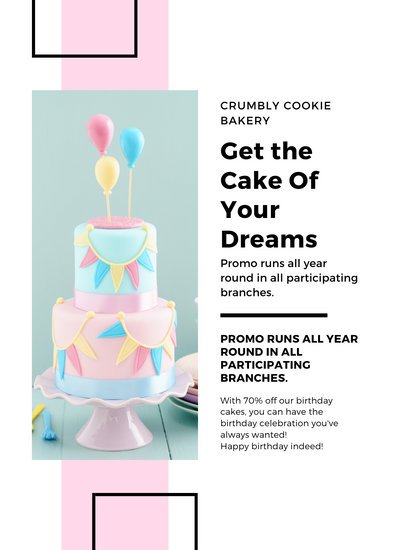 CRUMBLY COOKIE
BAKERY
Get the
Cake Of
Your
Dreams
Promo runs all year
round in all participating
branches.
PROMO RUNS ALL YEAR
ROUND IN ALL
PARTICIPATING
BRANCHES.
With 70% off our birthday
cakes, you can have the
birthday celebration you've
always wanted!
Happy birthday indeed!